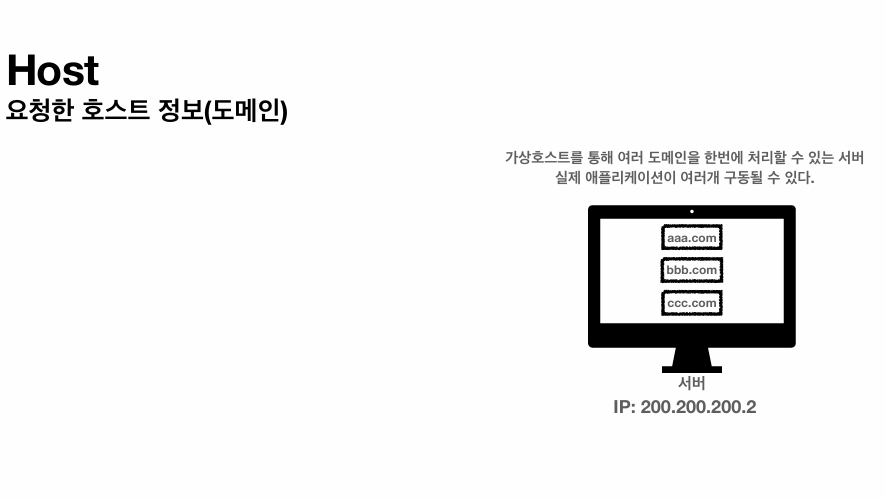 Host
요청한 호스트 정보(도메인)
가상호스트를 통해 여러 도메인을 한번에 처리할 수 있는 서버
실제 애플리케이션이 여러개 구동될 수 있다.
aaa.com
bbb.com
ccc.com
서버
IP: 200.200.200.2